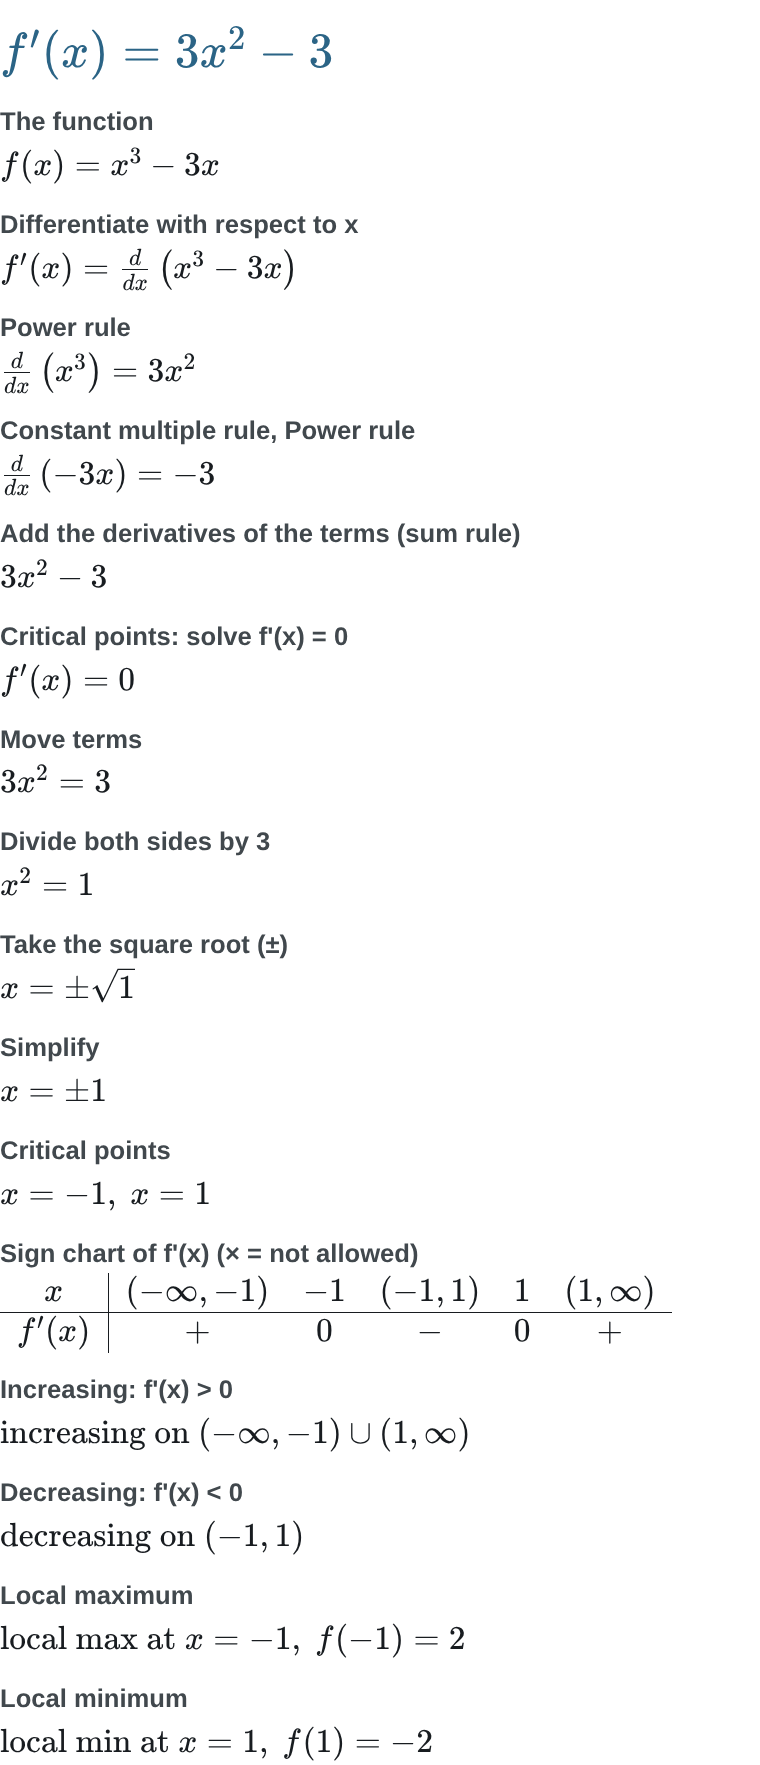 f′(x) = 3x² − 3
The function
f(x) = x³ − 3x
Differentiate with respect to x
f′(x) = d/dx (x³ − 3x)
Power rule
d/dx (x³) = 3x²
Constant multiple rule, Power rule
d/dx (−3x) = −3
Add the derivatives of the terms (sum rule)
3x² − 3
Critical points: solve f'(x) = 0
f′(x) = 0
Move terms
3x² = 3
Divide both sides by 3
x² = 1
Take the square root (±)
x = ±√1
Simplify
x = ±1
Critical points
x = −1, x = 1
Sign chart of f'(x) (× = not allowed)
x (−∞, −1) −1 (−1, 1) 1 (1, ∞)
f′(x) + 0 − 0 +
Increasing: f'(x) > 0
increasing on (−∞, −1) ∪ (1, ∞)
Decreasing: f'(x) < 0
decreasing on (−1, 1)
Local maximum
local max at x = −1, f(−1) = 2
Local minimum
local min at x = 1, f(1) = −2